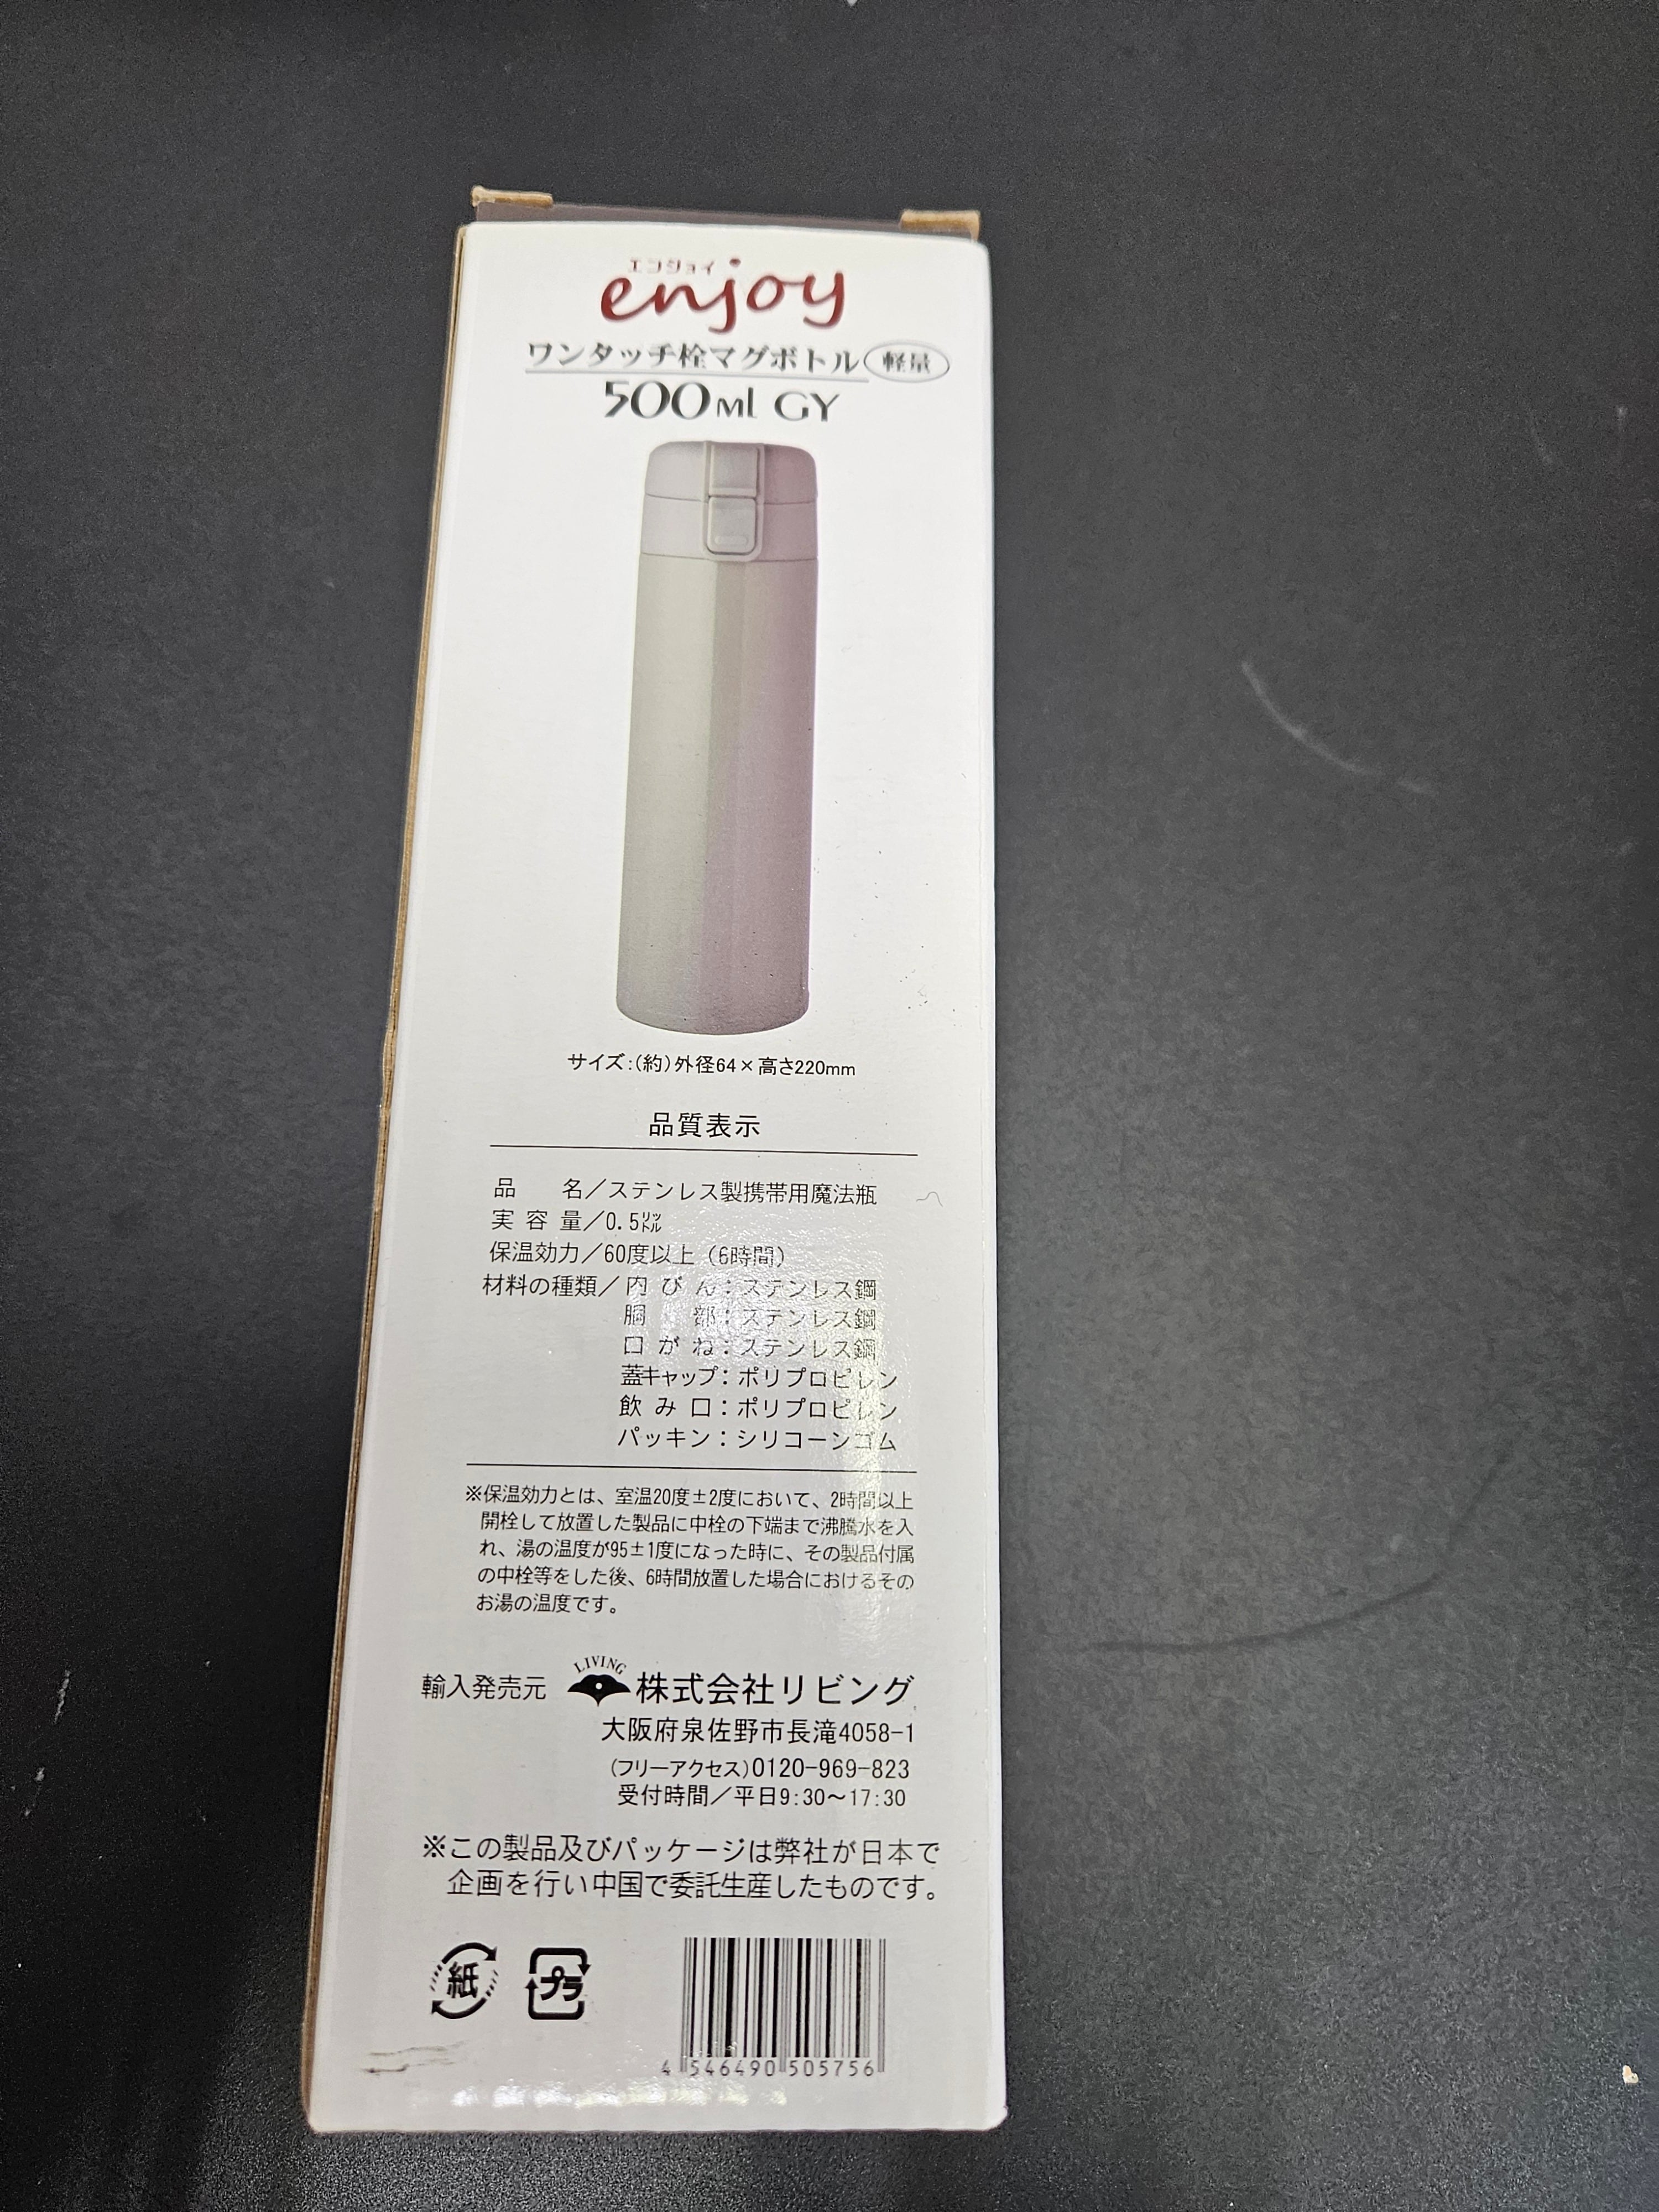 エンジョイ
enjoy
ワンタッチ栓マグボトル 軽量
500ml GY
サイズ:(約)外径64×高さ220mm
品質表示
品 名/ステンレス製携帯用魔法瓶
実容量/0.5㍑
保温効力/60度以上(6時間)
材料の種類/内びん:ステンレス鋼
胴 部:ステンレス鋼
口がね:ステンレス鋼
蓋キャップ:ポリプロピレン
飲み口:ポリプロピレン
パッキン:シリコーンゴム
※保温効力とは、室温20度±2度において、2時間以上
開栓して放置した製品に中栓の下端まで沸騰水を入
れ、湯の温度が95±1度になった時に、その製品付属
の中栓等をした後、6時間放置した場合におけるその
お湯の温度です。
輸入発売元 LIVING 株式会社リビング
大阪府泉佐野市長滝4058-1
(フリーアクセス)0120-969-823
受付時間/平日9:30~17:30
※この製品及びパッケージは弊社が日本で
企画を行い中国で委託生産したものです。
紙 プラ
4 546490 505756